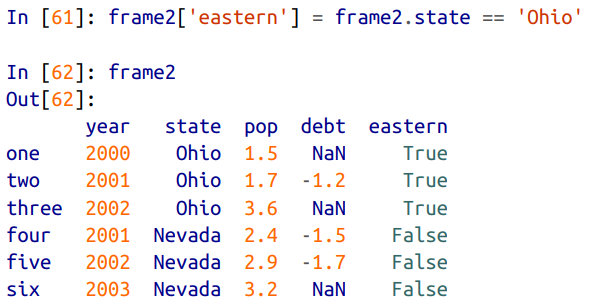 In [61]: frame2['eastern'] = frame2.state == 'Ohio'
In [62]: frame2
Out[62]:
year state pop debt eastern
one 2000 Ohio 1.5 NaN True
two 2001 Ohio 1.7 -1.2 True
three 2002 Ohio 3.6 NaN True
four 2001 Nevada 2.4 -1.5 False
five 2002 Nevada 2.9 -1.7 False
six 2003 Nevada 3.2 NaN False